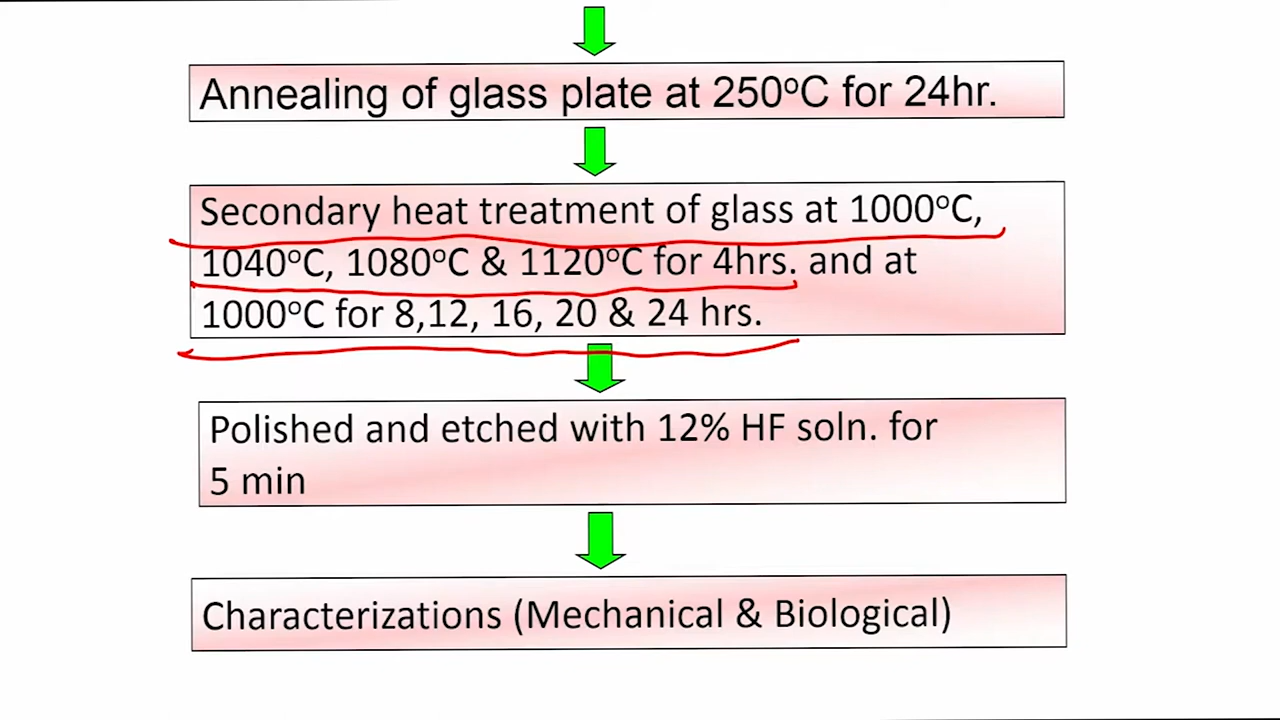 Annealing of glass plate at 250ºC for 24hr.
Secondary heat treatment of glass at 1000ºC,
1040ºC, 1080ºC & 1120ºC for 4hrs. and at
1000ºC for 8,12, 16, 20 & 24 hrs.
Polished and etched with 12% HF soln. for
5 min
Characterizations (Mechanical & Biological)